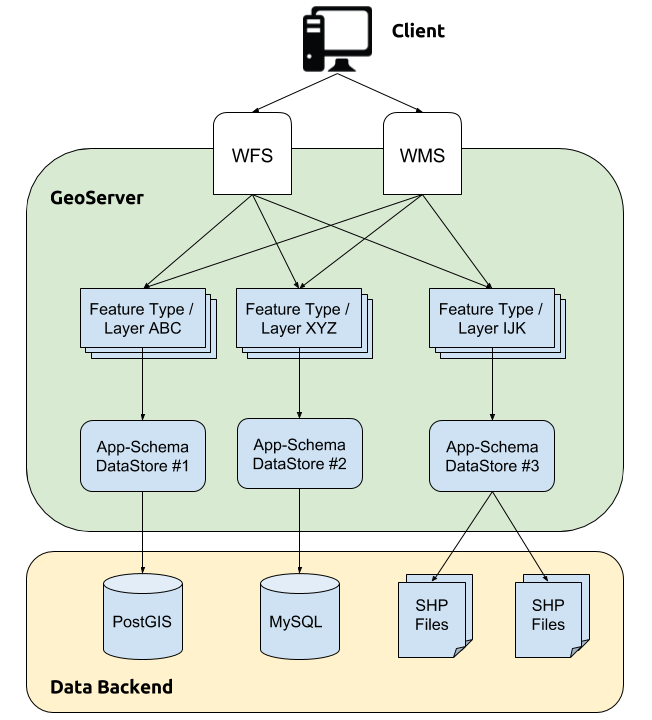 Client
WFS
WMS
GeoServer
Feature Type /
Layer ABC
Feature Type /
Layer XYZ
Feature Type /
Layer IJK
App-Schema
DataStore #1
App-Schema
DataStore #2
App-Schema
DataStore #3
PostGIS
MySQL
SHP
Files
SHP
Files
Data Backend